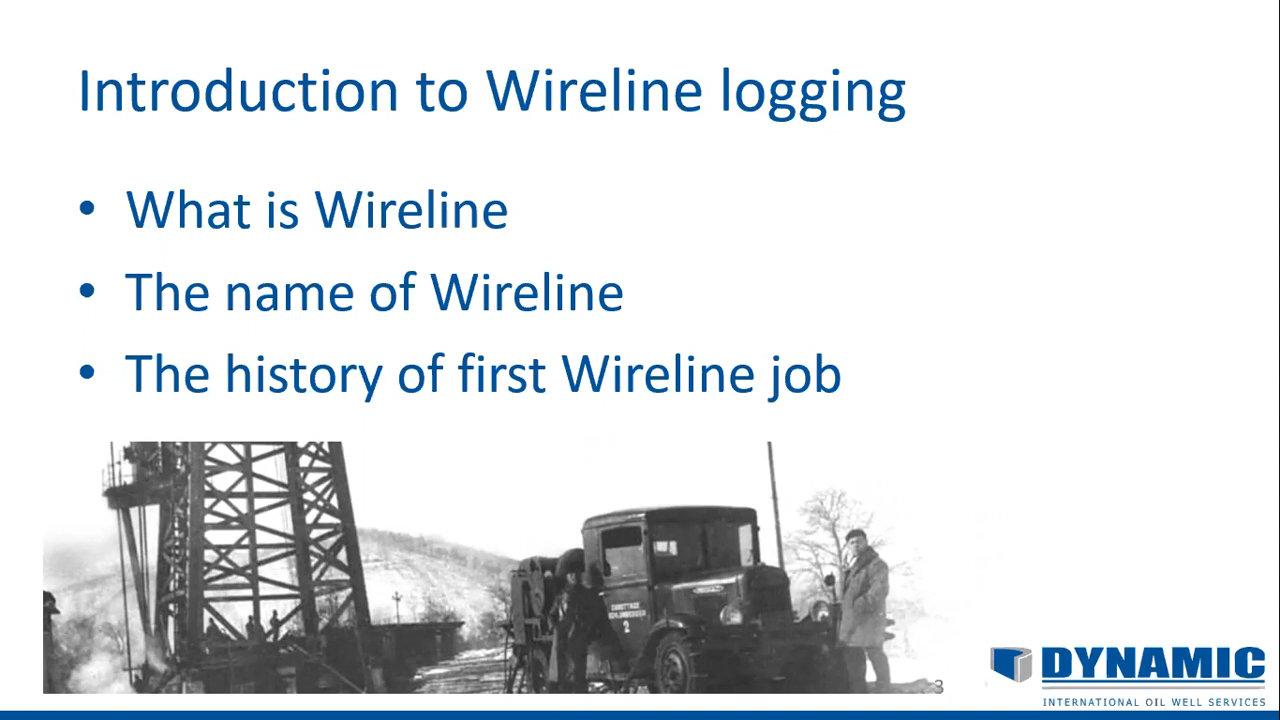 Introduction to Wireline logging
• What is Wireline
• The name of Wireline
• The history of first Wireline job
2
3
DYNAMIC
INTERNATIONAL OIL WELL SERVICES